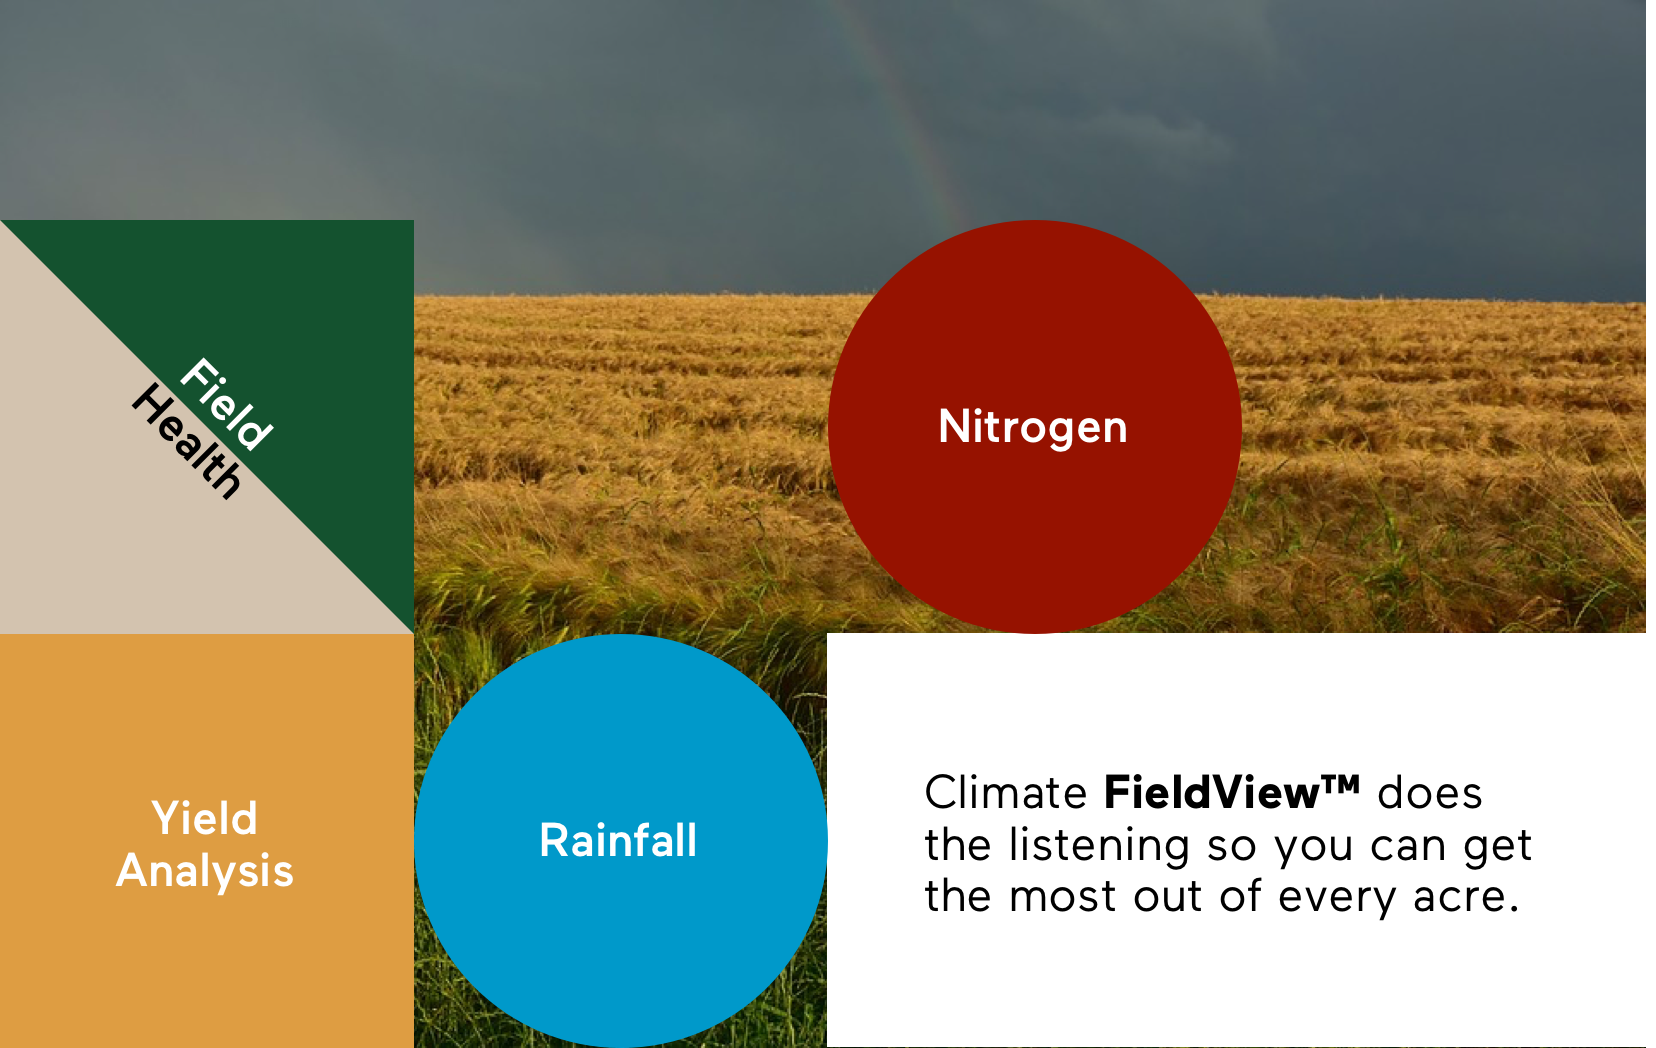 Field
Health
Nitrogen
Yield
Analysis
Rainfall
Climate FieldView™ does
the listening so you can get
the most out of every acre.